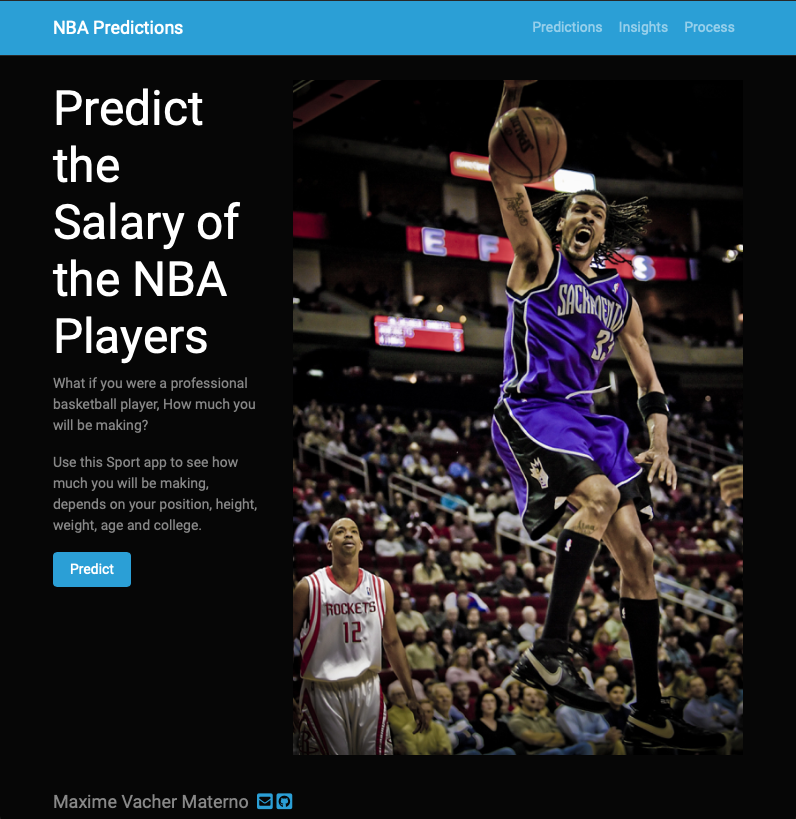 NBA Predictions
Predictions Insights Process
Predict
the
Salary of
the NBA
Players
What if you were a professional
basketball player, How much you
will be making?
Use this Sport app to see how
much you will be making,
depends on your position, height,
weight, age and college.
Predict
SPALDING
E F
S
SACRAMENTO
33
ROCKETS
12
Maxime Vacher Materno